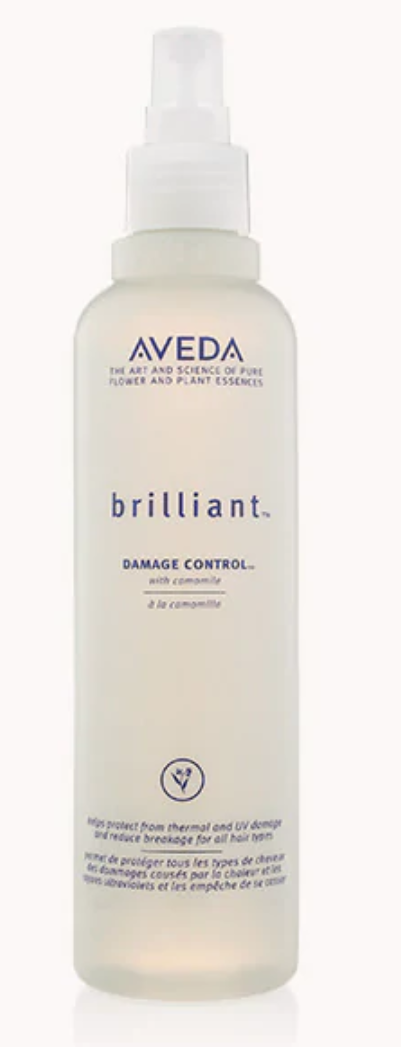 AVEDA
THE ART AND SCIENCE OF PURE
FLOWER AND PLANT ESSENCES
brilliant™
DAMAGE CONTROL™
with camomile
à la camomille
helps protect from thermal and UV damage
and reduce breakage for all hair types
permet de protéger tous les types de cheveux
des dommages causés par la chaleur et les
rayons ultraviolets et les empêche de se casser